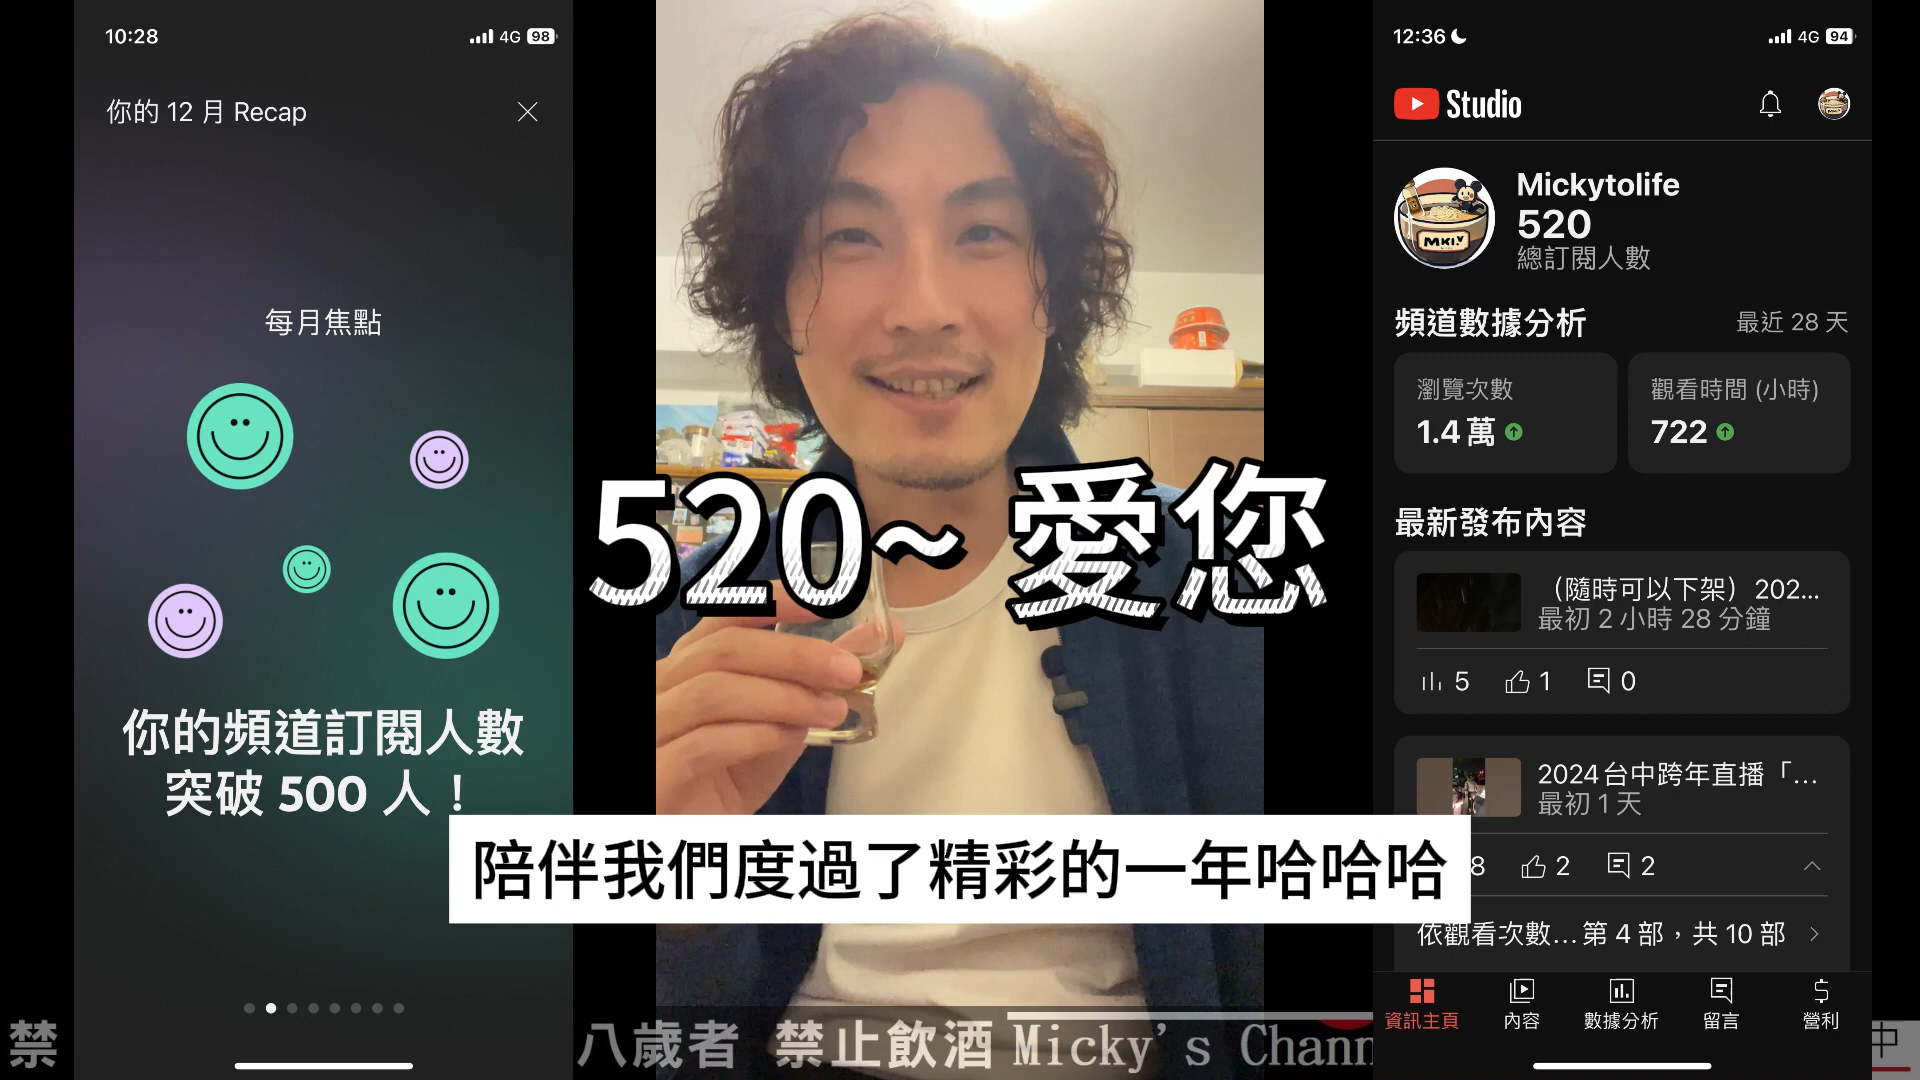 10:28
4G 98
你的 12 月 Recap
每月焦點
你的頻道訂閱人數
突破 500 人！
520~ 愛您
陪伴我們度過了精彩的一年哈哈哈
禁
八歲者 禁止飲酒
Micky's Chann
中
12:36
4G 94
Studio
Mickytolife
520
總訂閱人數
MKIY
頻道數據分析
最近 28 天
瀏覽次數
1.4 萬
觀看時間 (小時)
722
最新發布內容
（隨時可以下架）202...
最初 2 小時 28 分鐘
5 1 0
2024台中跨年直播「...
最初 1 天
8 2 2
依觀看次數... 第 4 部，共 10 部
資訊主頁 內容 數據分析 留言 營利